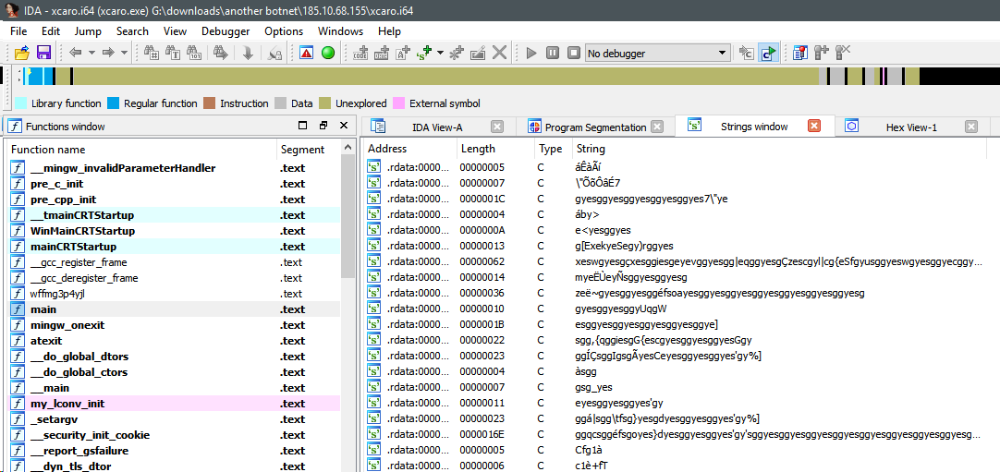 IDA - xcaro.i64 (xcaro.exe) G:\downloads\another botnet\185.10.68.155\xcaro.i64
File Edit Jump Search View Debugger Options Windows Help
No debugger
Library function Regular function Instruction Data Unexplored External symbol
Functions window
IDA View-A Program Segmentation Strings window Hex View-1
Function name Segment
Address Length Type String
__mingw_invalidParameterHandler .text
pre_c_init .text
pre_cpp_init .text
__tmainCRTStartup .text
WinMainCRTStartup .text
mainCRTStartup .text
__gcc_register_frame .text
__gcc_deregister_frame .text
wffmg3p4yjl .text
main .text
mingw_onexit .text
atexit .text
__do_global_dtors .text
__do_global_ctors .text
__main .text
my_lconv_init .text
_setargv .text
__security_init_cookie .text
__report_gsfailure .text
__dyn_tls_dtor .text
.rdata:0000... 00000005 C áÊàÃí
.rdata:0000... 00000007 C \"ÕõÔâÉ7
.rdata:0000... 0000001C C gyesggyesggyesggyesggyes7\"ye
.rdata:0000... 00000004 C áby>
.rdata:0000... 0000000A C e<yesggyes
.rdata:0000... 00000013 C g[ExekyeSegy)rggyes
.rdata:0000... 00000062 C xeswgyesgçxesggiesgeyevggyesgg|eqggyesgÇzescgyl|cg{eSfgyusggyeswgyesggyecggy...
.rdata:0000... 00000014 C myeËÙeyÑsggyesggyesg
.rdata:0000... 00000036 C zeë~gyesggyesggéfsoayesggyesggyesggyesggyesggyesggyesg
.rdata:0000... 00000010 C gyesggyesggyUqgW
.rdata:0000... 0000001B C esggyesggyesggyesggyesggye]
.rdata:0000... 00000022 C sgg,{qggiesgG{escgyesggyesggyesGgy
.rdata:0000... 00000023 C ggÍÇsggIgsgÃyesCeyesggyesggyes'gy%]
.rdata:0000... 00000004 C àsgg
.rdata:0000... 00000007 C gsg_yes
.rdata:0000... 00000011 C eyesggyesggyes'gy
.rdata:0000... 00000023 C ggá|sgg\tfsg}yesgdyesggyesggyes'gy%]
.rdata:0000... 0000016E C ggqcsggéfsgoyes}dyesggyesggyes'gy'sggyesggyesggyesggyesggyesggyesggyesg...
.rdata:0000... 00000005 C Cfg1à
.rdata:0000... 00000006 C c1è+fT